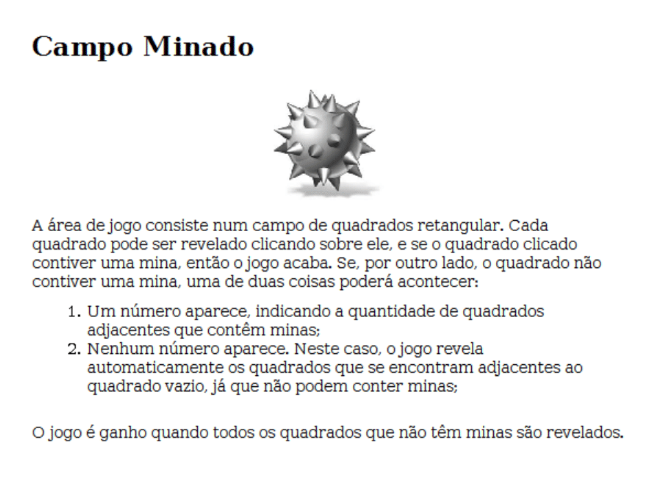 Campo Minado
A área de jogo consiste num campo de quadrados retangular. Cada
quadrado pode ser revelado clicando sobre ele, e se o quadrado clicado
contiver uma mina, então o jogo acaba. Se, por outro lado, o quadrado não
contiver uma mina, uma de duas coisas poderá acontecer:
1. Um número aparece, indicando a quantidade de quadrados
adjacentes que contêm minas;
2. Nenhum número aparece. Neste caso, o jogo revela
automaticamente os quadrados que se encontram adjacentes ao
quadrado vazio, já que não podem conter minas;
O jogo é ganho quando todos os quadrados que não têm minas são revelados.